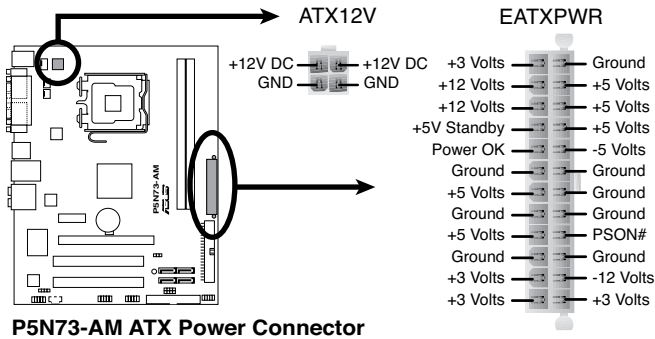 ATX12V
EATXPWR
+12V DC +12V DC
GND GND
+3 Volts Ground
+12 Volts +5 Volts
+12 Volts +5 Volts
+5V Standby +5 Volts
Power OK -5 Volts
Ground Ground
+5 Volts Ground
Ground Ground
+5 Volts PSON#
Ground Ground
+3 Volts -12 Volts
+3 Volts +3 Volts
P5N73-AM
ASUS
P5N73-AM ATX Power Connector